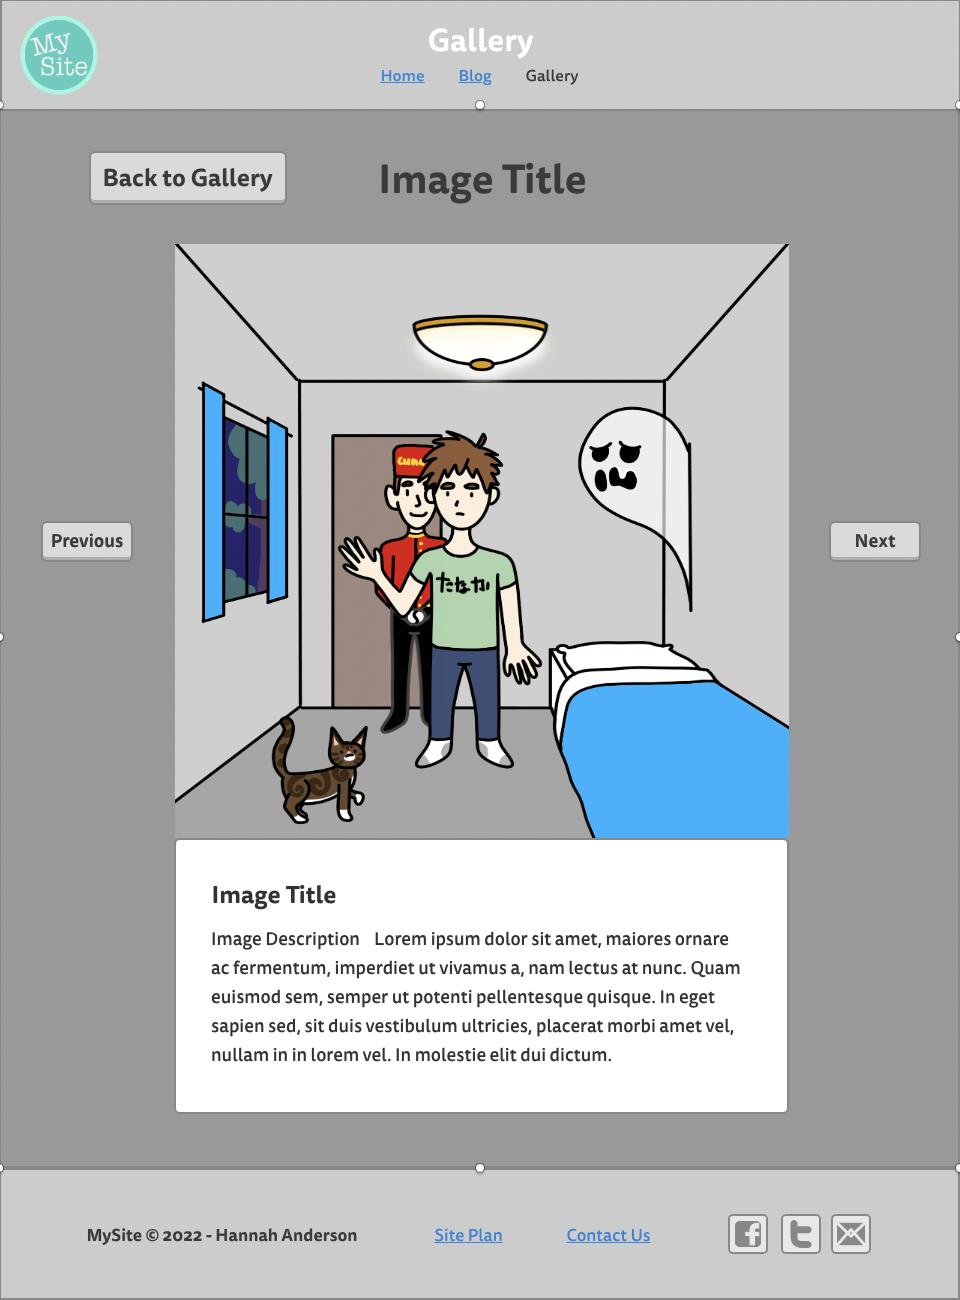 My
Site
Gallery
Home Blog Gallery
Back to Gallery
Image Title
たなか
Previous
Next
Image Title
Image Description Lorem ipsum dolor sit amet, maiores ornare
ac fermentum, imperdiet ut vivamus a, nam lectus at nunc. Quam
euismod sem, semper ut potenti pellentesque quisque. In eget
sapien sed, sit duis vestibulum ultricies, placerat morbi amet vel,
nullam in in lorem vel. In molestie elit dui dictum.
MySite © 2022 - Hannah Anderson
Site Plan
Contact Us